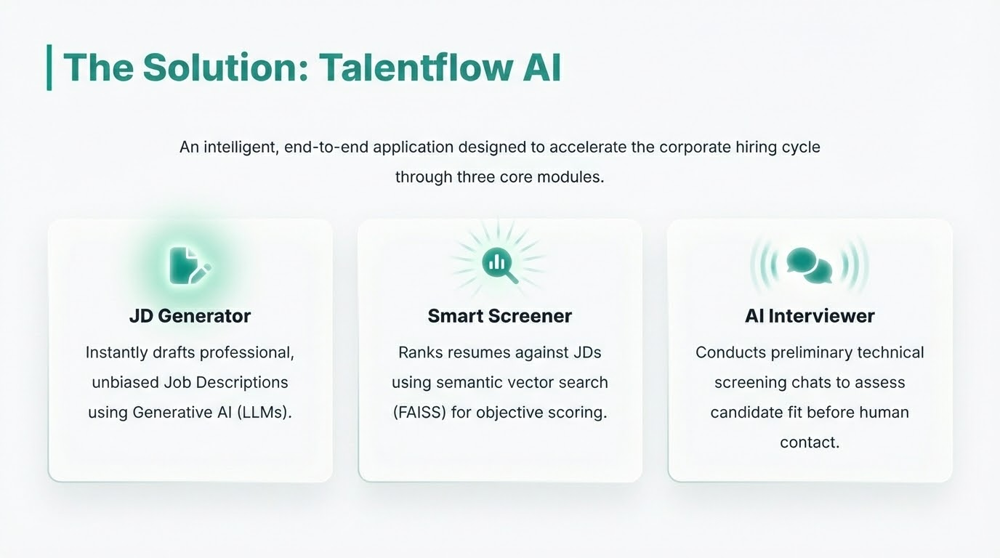 The Solution: Talentflow AI
An intelligent, end-to-end application designed to accelerate the corporate hiring cycle
through three core modules.
JD Generator
Instantly drafts professional,
unbiased Job Descriptions
using Generative AI (LLMs).
Smart Screener
Ranks resumes against JDs
using semantic vector search
(FAISS) for objective scoring.
AI Interviewer
Conducts preliminary technical
screening chats to assess
candidate fit before human
contact.